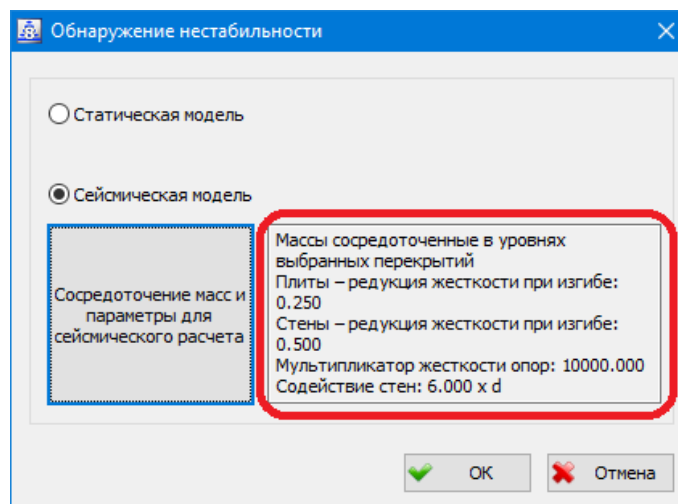 Обнаружение нестабильности
Статическая модель
Сейсмическая модель
Сосредоточение масс и
параметры для
сейсмического расчета
Массы сосредоточенные в уровнях
выбранных перекрытий
Плиты – редукция жесткости при изгибе:
0.250
Стены – редукция жесткости при изгибе:
0.500
Мультипликатор жесткости опор: 10000.000
Содействие стен: 6.000 x d
ОК
Отмена